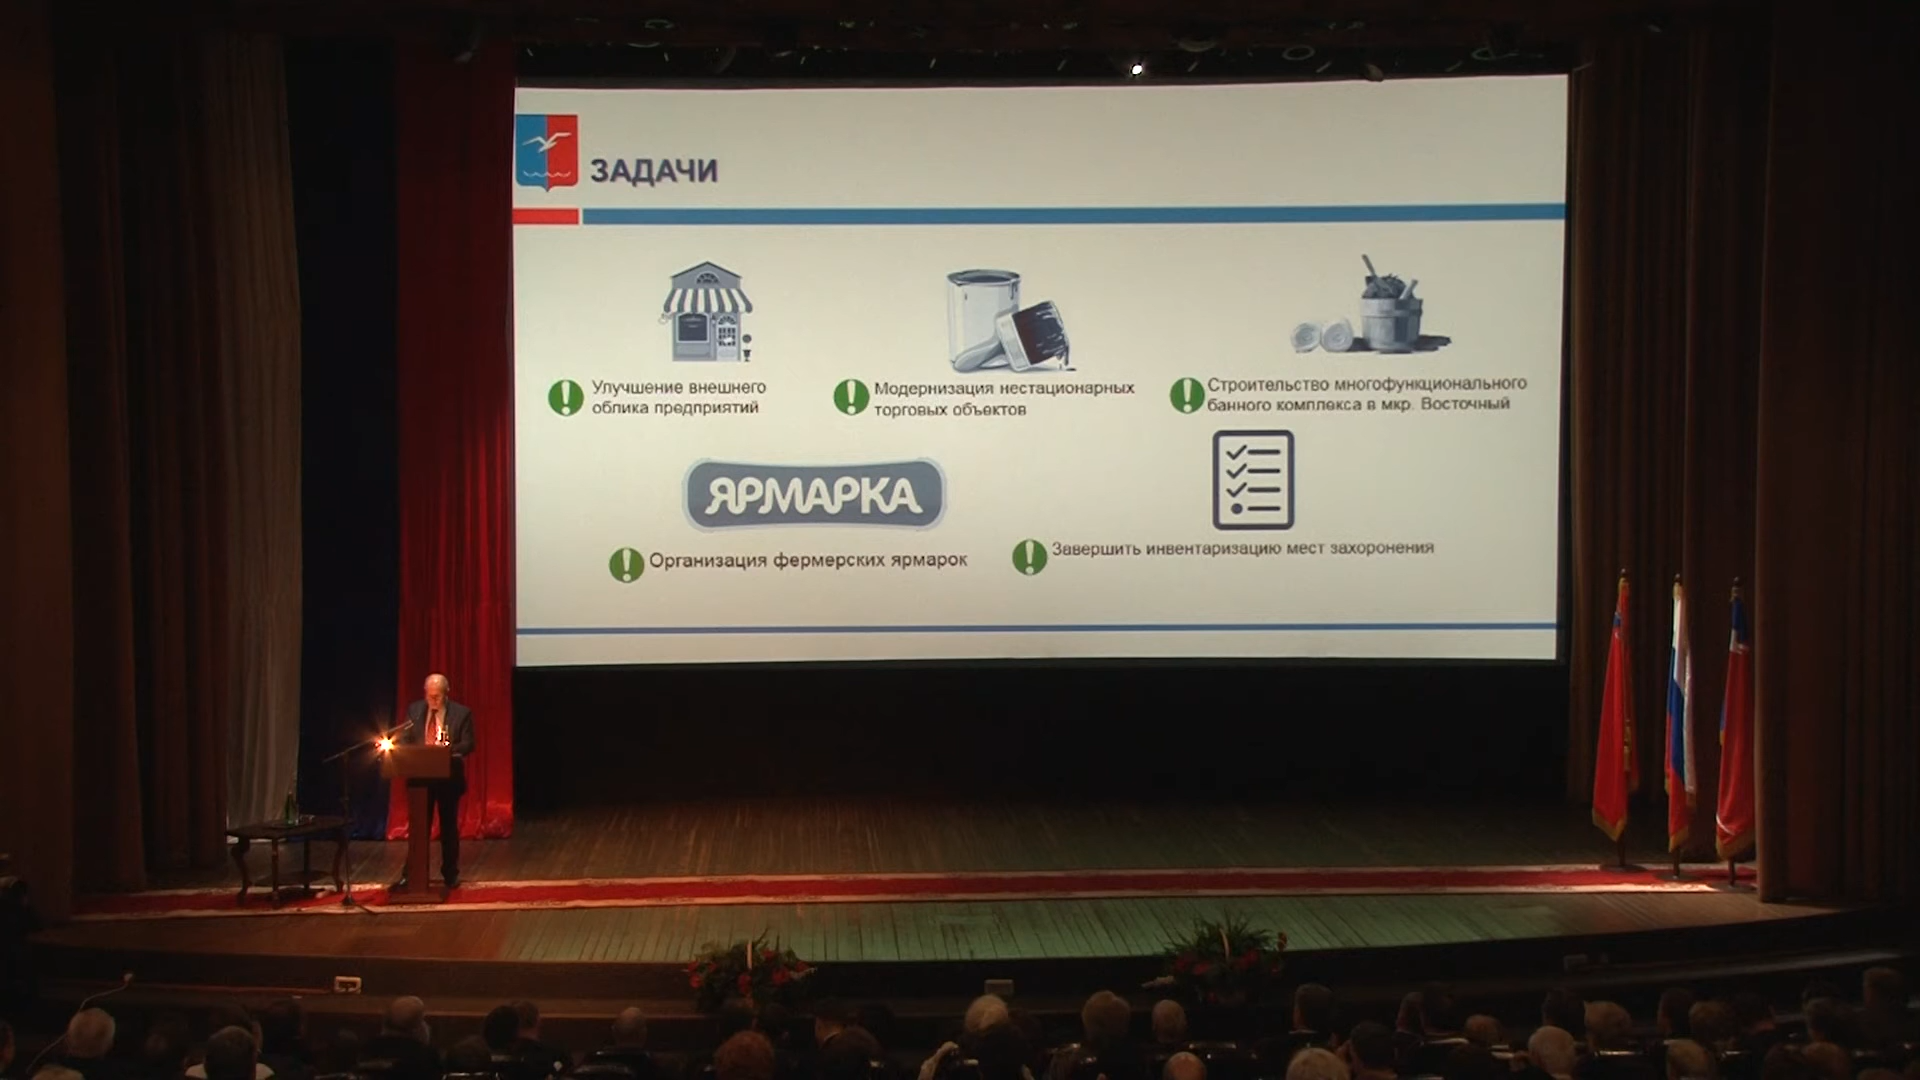 ЗАДАЧИ
Улучшение внешнего
облика предприятий
Модернизация нестационарных
торговых объектов
Строительство многофункционального
банного комплекса в мкр. Восточный
ЯРМАРКА
Организация фермерских ярмарок
Завершить инвентаризацию мест захоронения